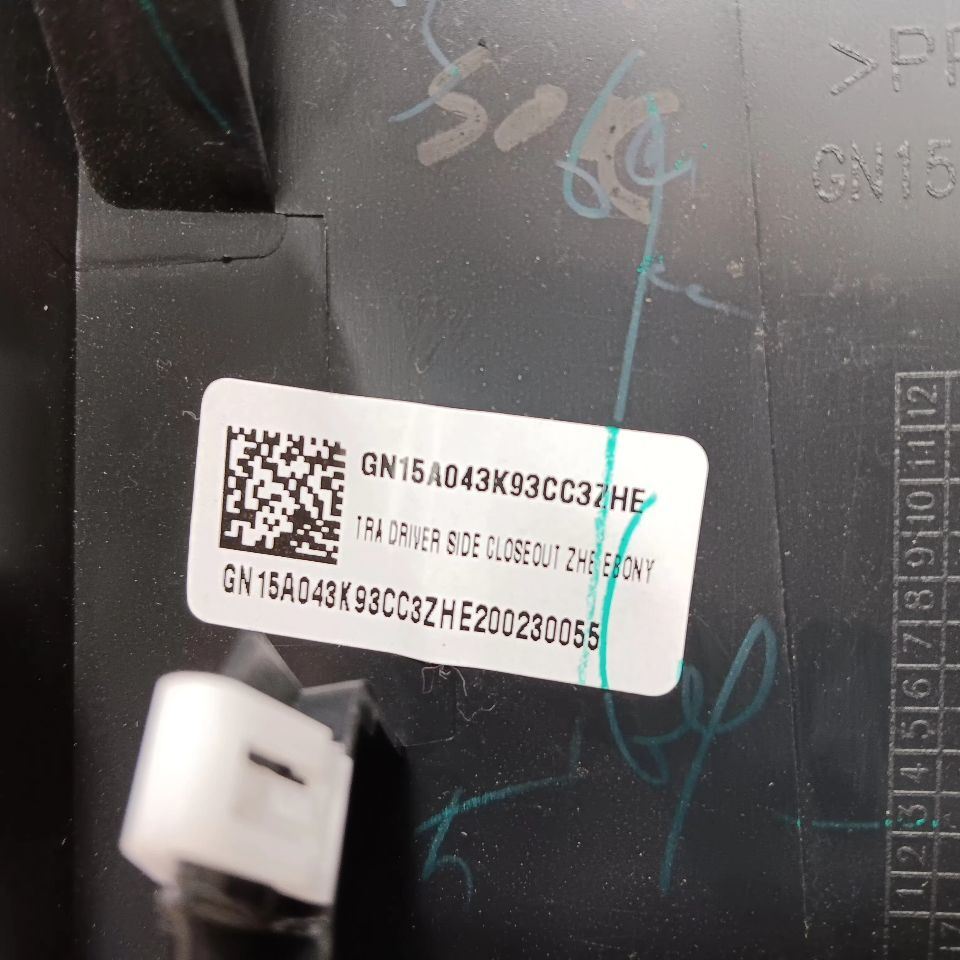 >PP
GN15
GN15A043K93CC3ZHE
TRA DRIVER SIDE CLOSEOUT ZHE EBONY
GN15A043K93CC3ZHE200230055
1 2 3 4 5 6 7 8 9 10 11 12